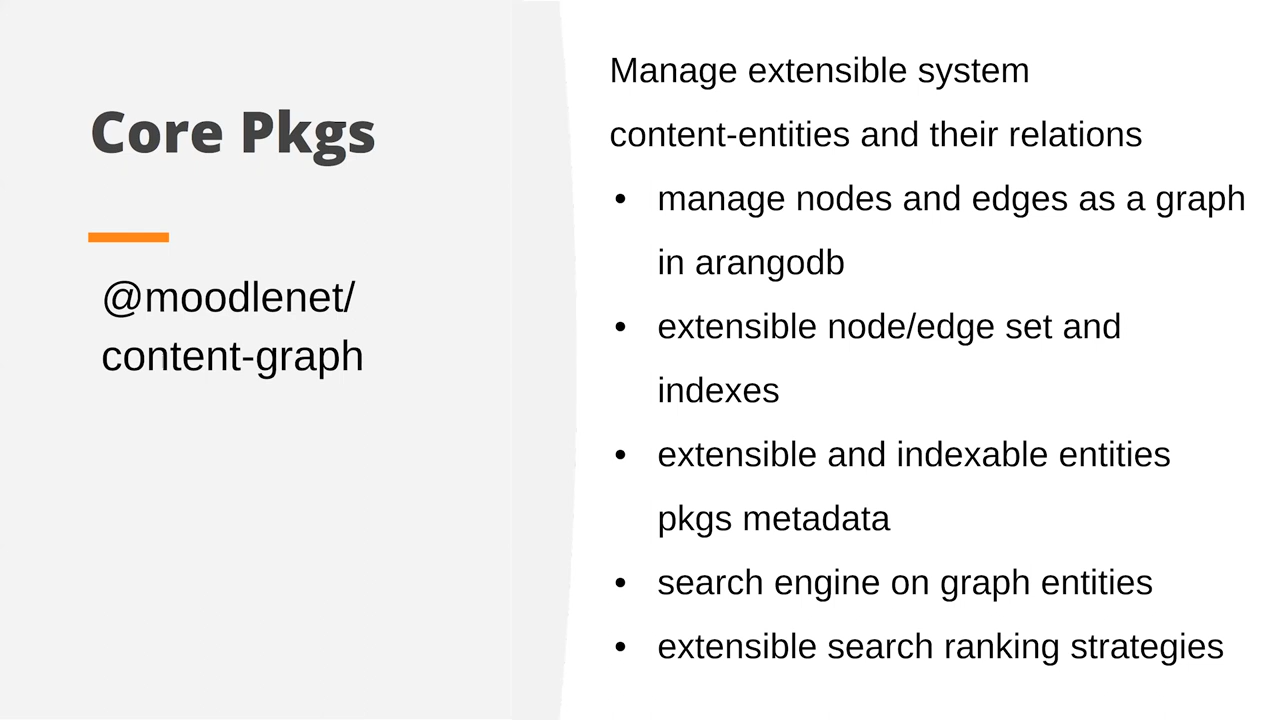 Core Pkgs
@moodlenet/
content-graph
Manage extensible system
content-entities and their relations
• manage nodes and edges as a graph
in arangodb
• extensible node/edge set and
indexes
• extensible and indexable entities
pkgs metadata
• search engine on graph entities
• extensible search ranking strategies